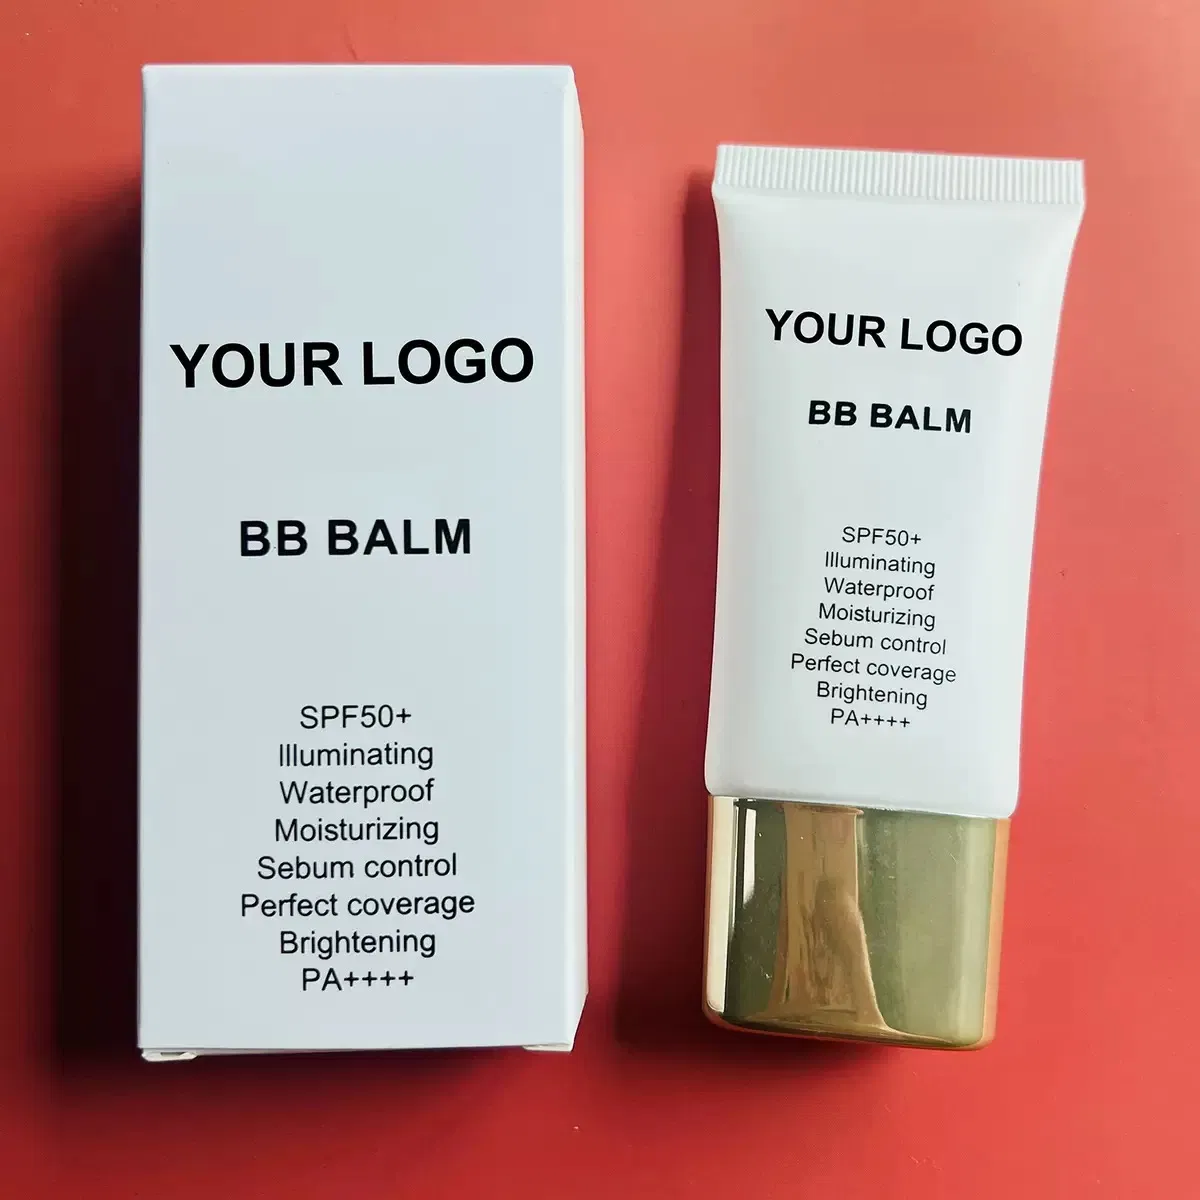 YOUR LOGO
BB BALM
SPF50+
Illuminating
Waterproof
Moisturizing
Sebum control
Perfect coverage
Brightening
PA++++
YOUR LOGO
BB BALM
SPF50+
Illuminating
Waterproof
Moisturizing
Sebum control
Perfect coverage
Brightening
PA++++